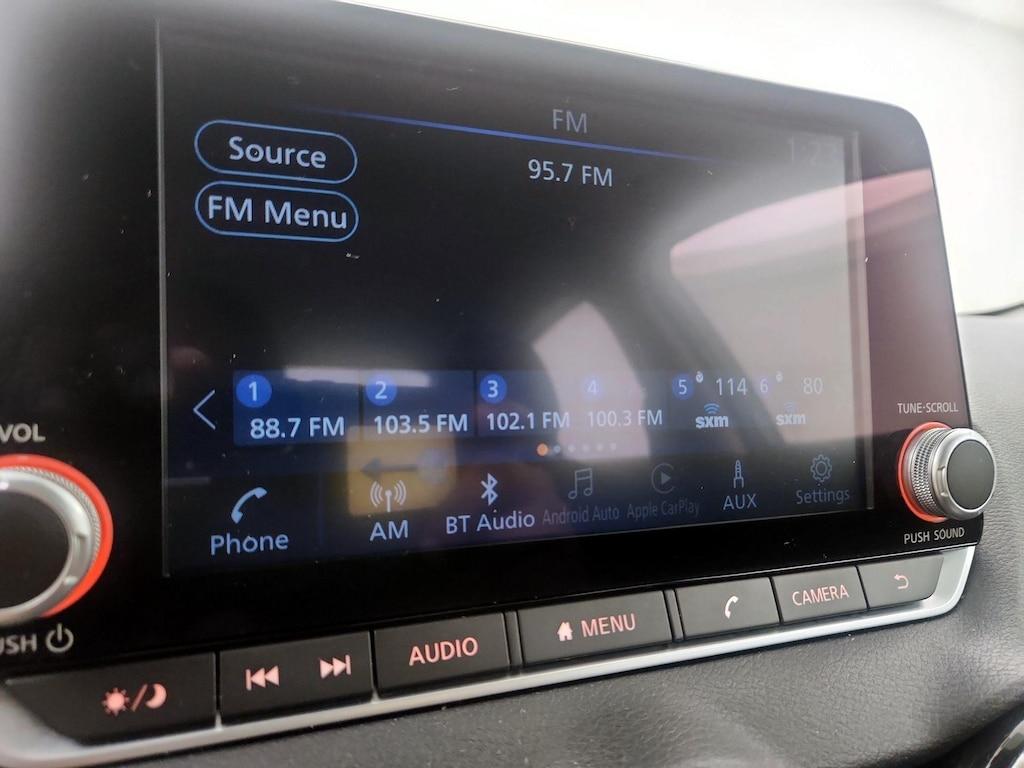 FM
Source
95.7 FM
FM Menu
1 2 3 4 5 114 6 80
88.7 FM 103.5 FM 102.1 FM 100.3 FM sxm sxm
VOL
TUNE-SCROLL
Phone AM BT Audio Android Auto Apple CarPlay AUX Settings
PUSH SOUND
AUDIO MENU CAMERA